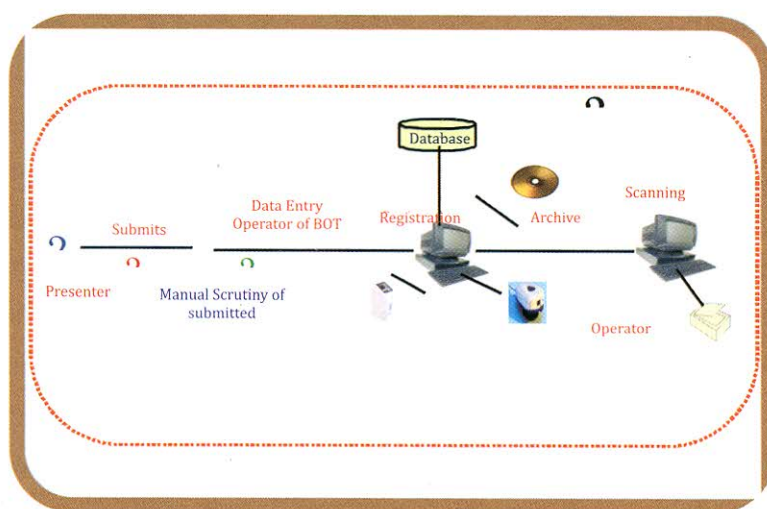 Database
Scanning
Data Entry
Operator of BOT
Registration
Archive
Submits
Presenter
Manual Scrutiny of
submitted
Operator